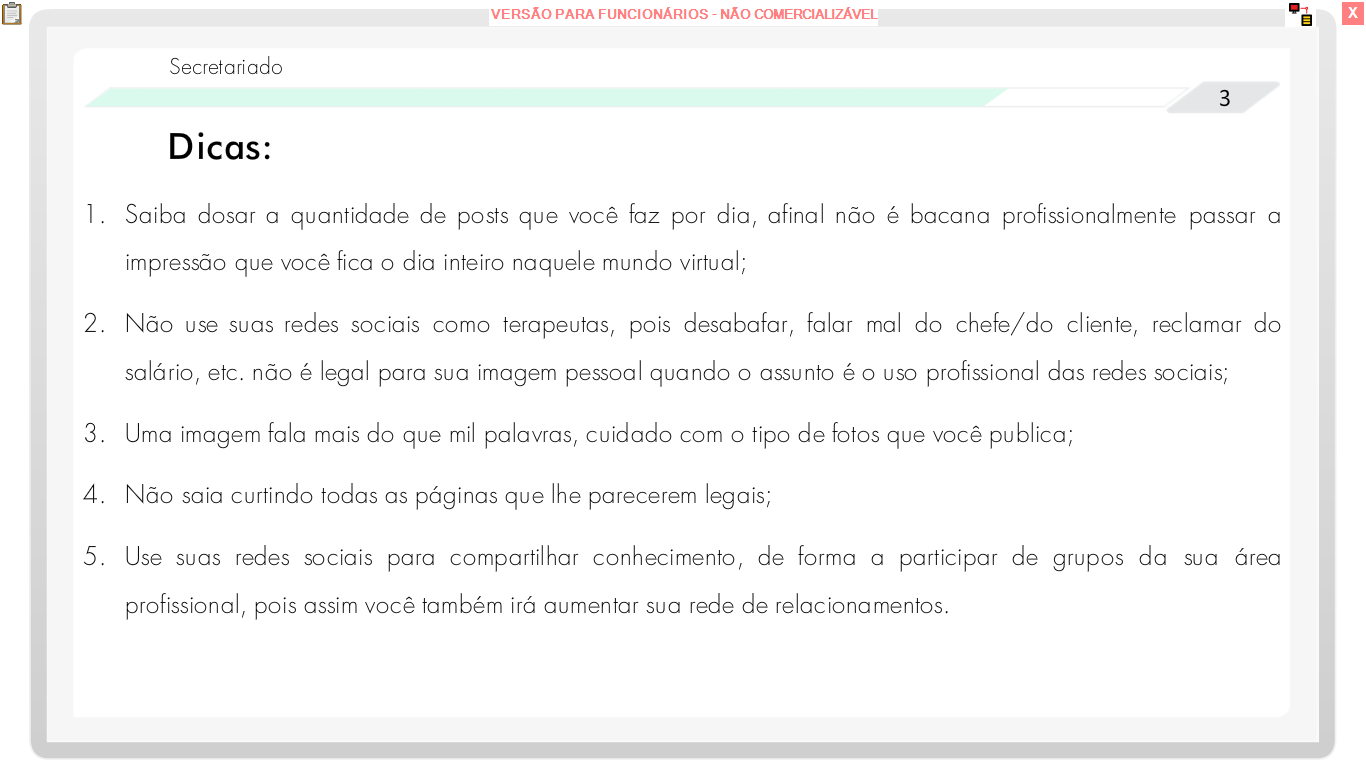 VERSÃO PARA FUNCIONÁRIOS - NÃO COMERCIALIZÁVEL
X
Secretariado
3
Dicas:
1. Saiba dosar a quantidade de posts que você faz por dia, afinal não é bacana profissionalmente passar a
impressão que você fica o dia inteiro naquele mundo virtual;
2. Não use suas redes sociais como terapeutas, pois desabafar, falar mal do chefe/do cliente, reclamar do
salário, etc. não é legal para sua imagem pessoal quando o assunto é o uso profissional das redes sociais;
3. Uma imagem fala mais do que mil palavras, cuidado com o tipo de fotos que você publica;
4. Não saia curtindo todas as páginas que lhe parecerem legais;
5. Use suas redes sociais para compartilhar conhecimento, de forma a participar de grupos da sua área
profissional, pois assim você também irá aumentar sua rede de relacionamentos.